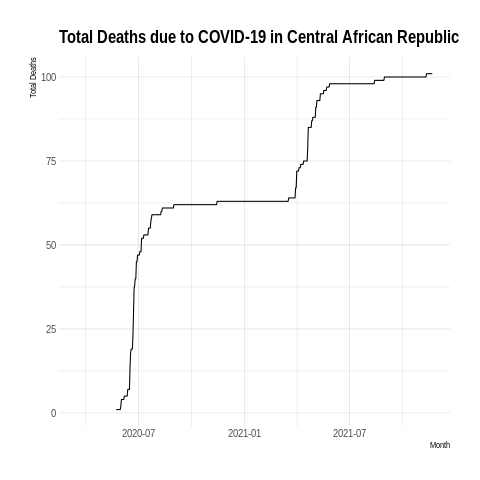 Total Deaths due to COVID-19 in Central African Republic
Total Deaths
100
75
50
25
0
2020-07 2021-01 2021-07
Month